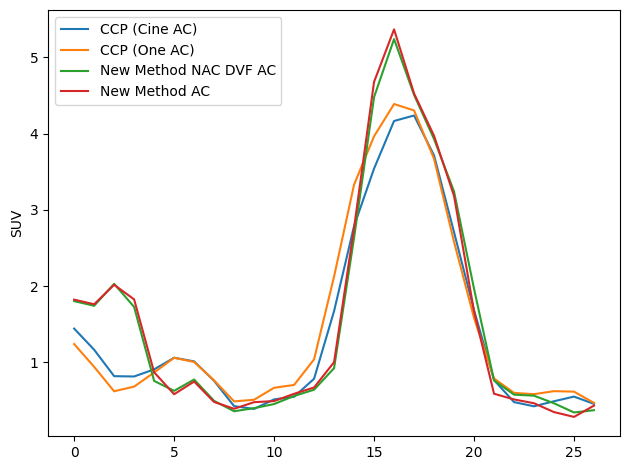 CCP (Cine AC)
CCP (One AC)
New Method NAC DVF AC
New Method AC
5
4
3
2
1
SUV
0 5 10 15 20 25